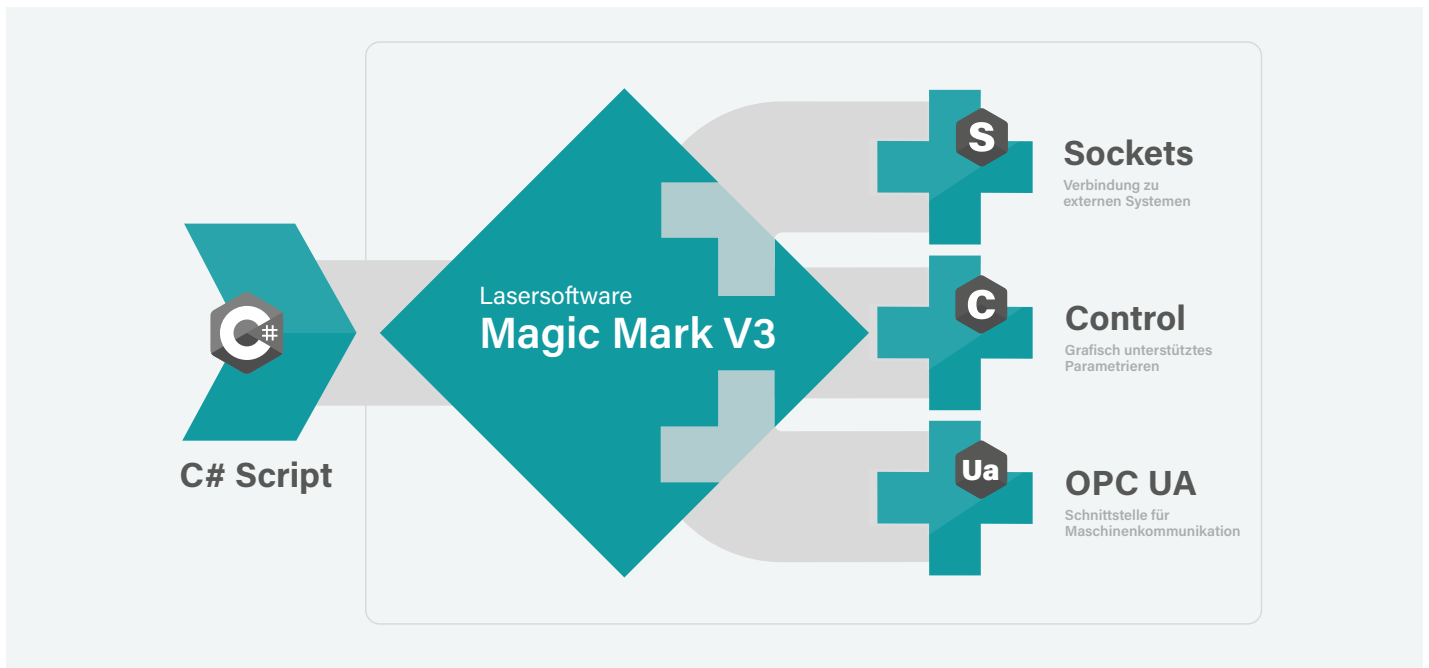 C#
C# Script
Lasersoftware
Magic Mark V3
S
Sockets
Verbindung zu
externen Systemen
C
Control
Grafisch unterstütztes
Parametrieren
Ua
OPC UA
Schnittstelle für
Maschinenkommunikation